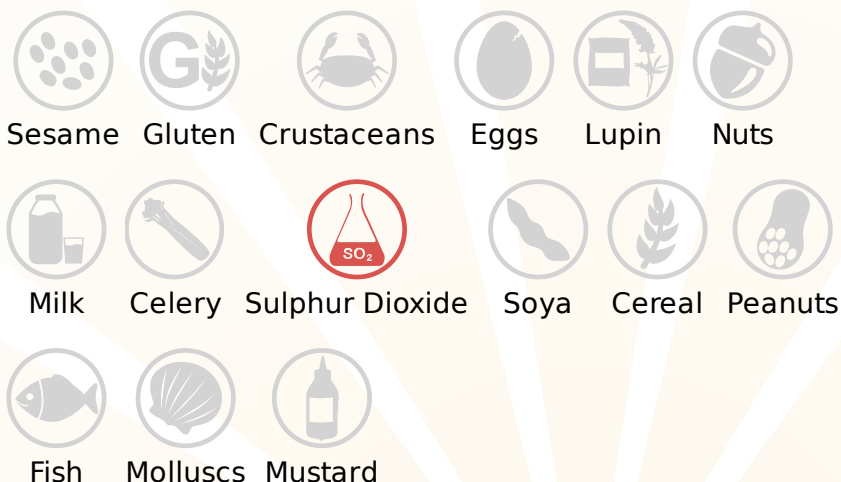 G
Sesame Gluten Crustaceans Eggs Lupin Nuts
SO₂
Milk Celery Sulphur Dioxide Soya Cereal Peanuts
Fish Molluscs Mustard